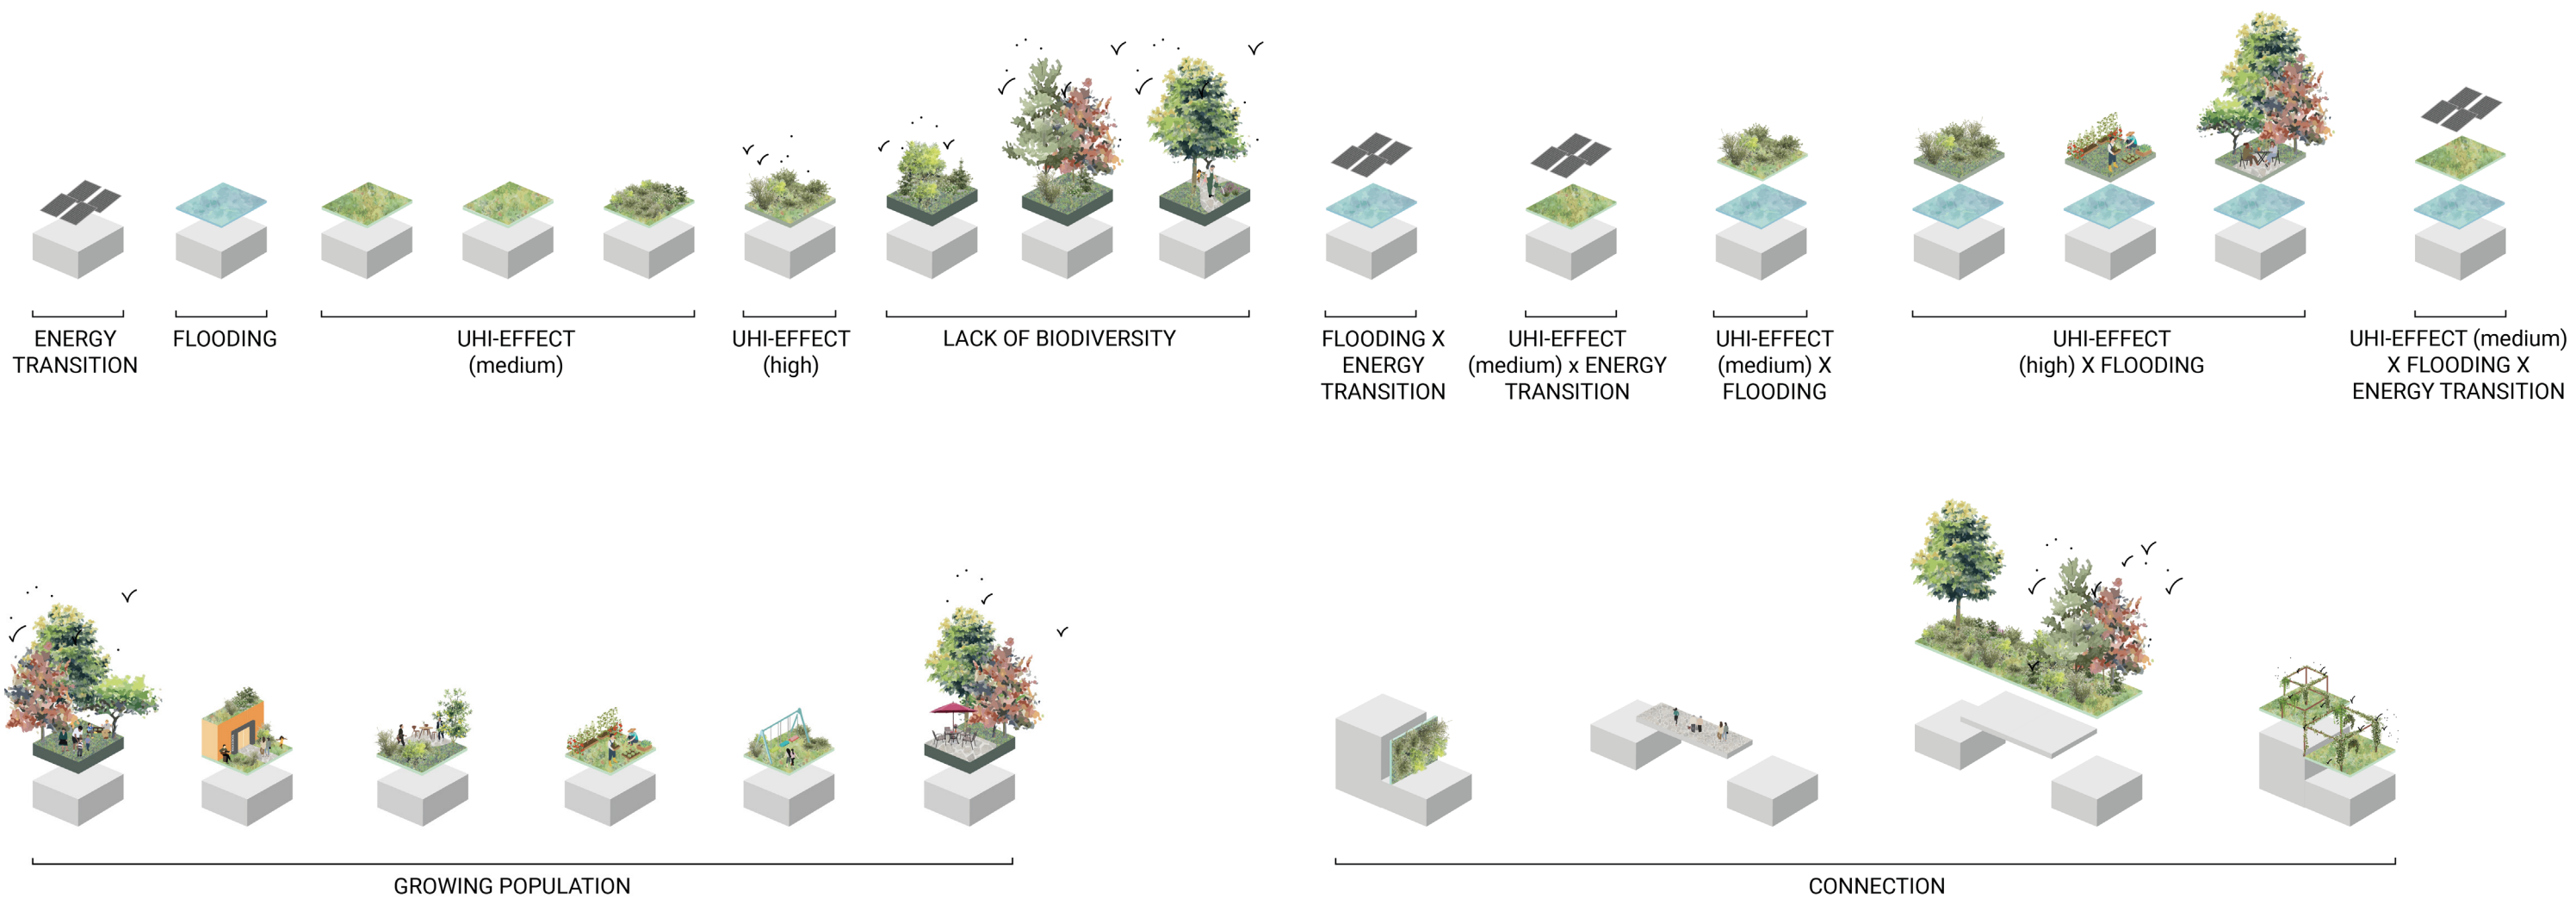 ENERGY
TRANSITION
FLOODING
UHI-EFFECT
(medium)
UHI-EFFECT
(high)
LACK OF BIODIVERSITY
FLOODING X
ENERGY
TRANSITION
UHI-EFFECT
(medium) x ENERGY
TRANSITION
UHI-EFFECT
(medium) X
FLOODING
UHI-EFFECT
(high) X FLOODING
UHI-EFFECT (medium)
X FLOODING X
ENERGY TRANSITION
GROWING POPULATION
CONNECTION